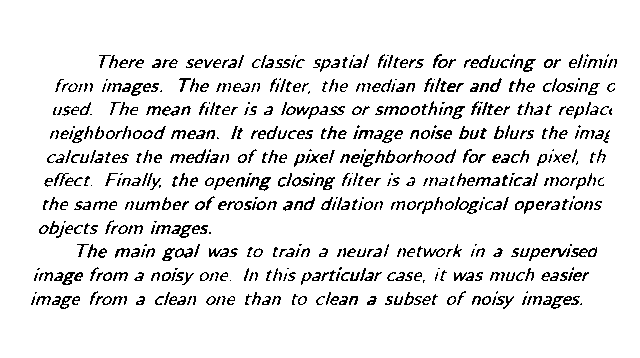 There are several classic spatial filters for reducing or elimin
from images. The mean filter, the median filter and the closing o
used. The mean filter is a lowpass or smoothing filter that replac
neighborhood mean. It reduces the image noise but blurs the imag
calculates the median of the pixel neighborhood for each pixel, th
effect. Finally, the opening closing filter is a mathematical morpho
the same number of erosion and dilation morphological operations
objects from images.
The main goal was to train a neural network in a supervised
image from a noisy one. In this particular case, it was much easier
image from a clean one than to clean a subset of noisy images.